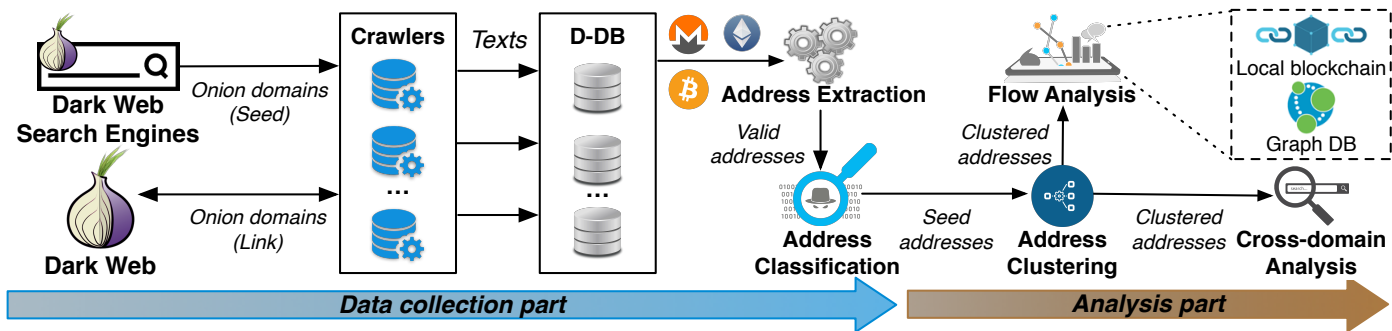 Dark Web
Search Engines
Onion domains
(Seed)
Dark Web
Onion domains
(Link)
Crawlers
...
Texts
D-DB
...
Address Extraction
Valid
addresses
Address
Classification
Seed
addresses
Address
Clustering
Clustered
addresses
Flow Analysis
Local blockchain
Graph DB
Clustered
addresses
search...
Cross-domain
Analysis
Data collection part
Analysis part